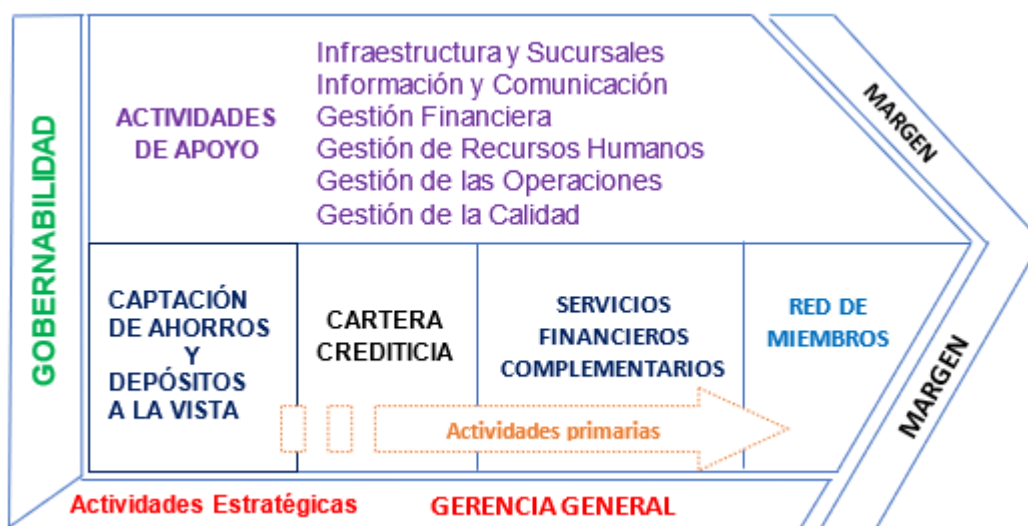 GOBERNABILIDAD
ACTIVIDADES
DE APOYO
Infraestructura y Sucursales
Información y Comunicación
Gestión Financiera
Gestión de Recursos Humanos
Gestión de las Operaciones
Gestión de la Calidad
MARGEN
CAPTACIÓN
DE AHORROS
Y
DEPÓSITOS
A LA VISTA
CARTERA
CREDITICIA
SERVICIOS
FINANCIEROS
COMPLEMENTARIOS
RED DE
MIEMBROS
MARGEN
Actividades primarias
Actividades Estratégicas
GERENCIA GENERAL